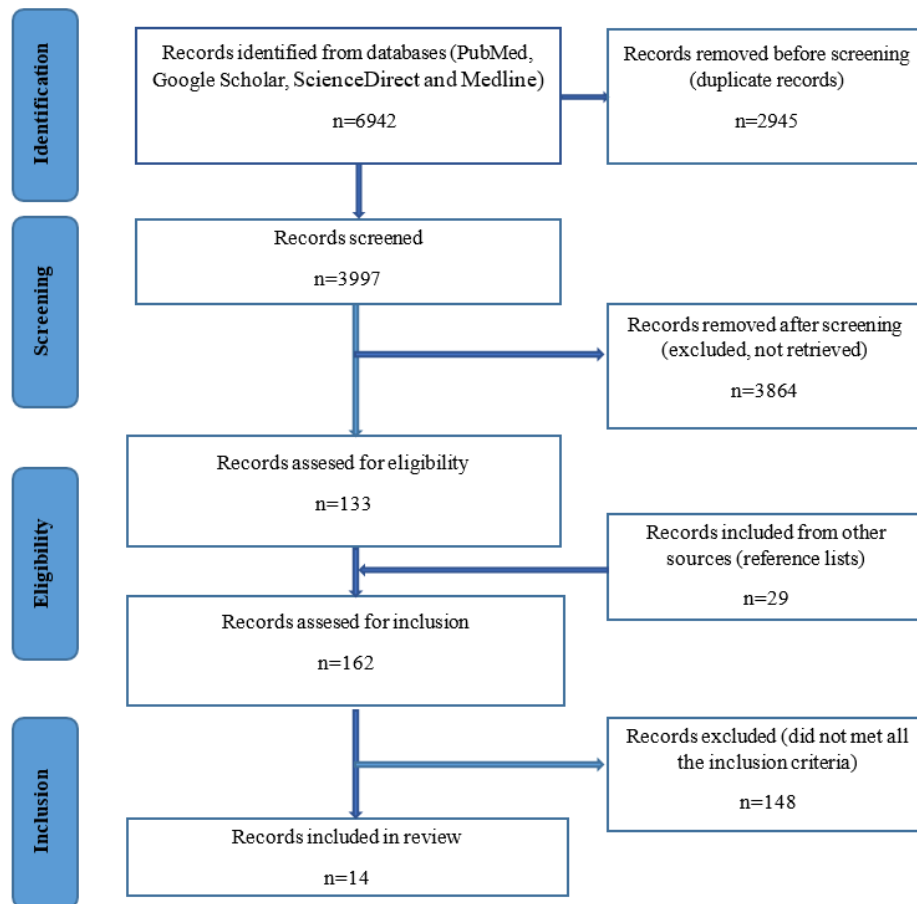 Identification
Records identified from databases (PubMed,
Google Scholar, ScienceDirect and Medline)
n=6942
Records removed before screening
(duplicate records)
n=2945
Screening
Records screened
n=3997
Records removed after screening
(excluded, not retrieved)
n=3864
Eligibility
Records assesed for eligibility
n=133
Records included from other
sources (reference lists)
n=29
Records assesed for inclusion
n=162
Inclusion
Records excluded (did not met all
the inclusion criteria)
n=148
Records included in review
n=14